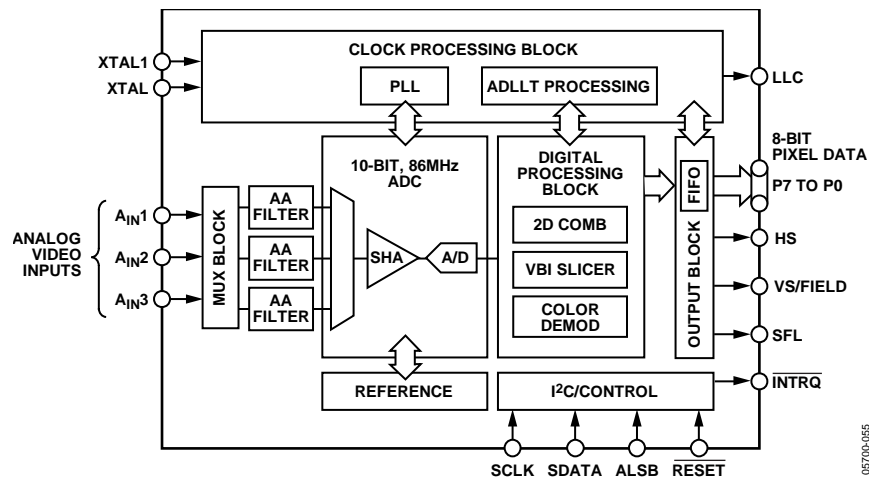 CLOCK PROCESSING BLOCK
XTAL1
XTAL
PLL
ADLLT PROCESSING
LLC
8-BIT
PIXEL DATA
P7 TO P0
10-BIT, 86MHz
ADC
DIGITAL
PROCESSING
BLOCK
FIFO
OUTPUT BLOCK
ANALOG
VIDEO
INPUTS
AIN1
AIN2
AIN3
MUX BLOCK
AA
FILTER
AA
FILTER
AA
FILTER
SHA
A/D
2D COMB
VBI SLICER
COLOR
DEMOD
HS
VS/FIELD
SFL
INTRQ
REFERENCE
I2C/CONTROL
SCLK
SDATA
ALSB
RESET
05700-055